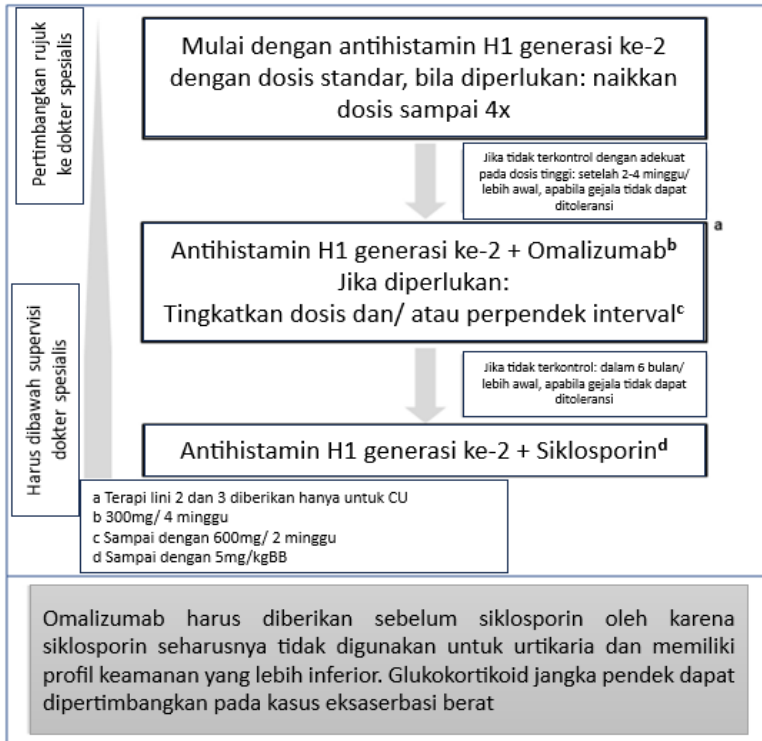 Pertimbangkan rujuk
ke dokter spesialis
Mulai dengan antihistamin H1 generasi ke-2
dengan dosis standar, bila diperlukan: naikkan
dosis sampai 4x
Jika tidak terkontrol dengan adekuat
pada dosis tinggi: setelah 2-4 minggu/
lebih awal, apabila gejala tidak dapat
ditoleransi
a
Antihistamin H1 generasi ke-2 + Omalizumabᵇ
Jika diperlukan:
Tingkatkan dosis dan/ atau perpendek intervalᶜ
Harus dibawah supervisi
dokter spesialis
Jika tidak terkontrol: dalam 6 bulan/
lebih awal, apabila gejala tidak dapat
ditoleransi
Antihistamin H1 generasi ke-2 + Siklosporinᵈ
a Terapi lini 2 dan 3 diberikan hanya untuk CU
b 300mg/ 4 minggu
c Sampai dengan 600mg/ 2 minggu
d Sampai dengan 5mg/kgBB
Omalizumab harus diberikan sebelum siklosporin oleh karena
siklosporin seharusnya tidak digunakan untuk urtikaria dan memiliki
profil keamanan yang lebih inferior. Glukokortikoid jangka pendek dapat
dipertimbangkan pada kasus eksaserbasi berat